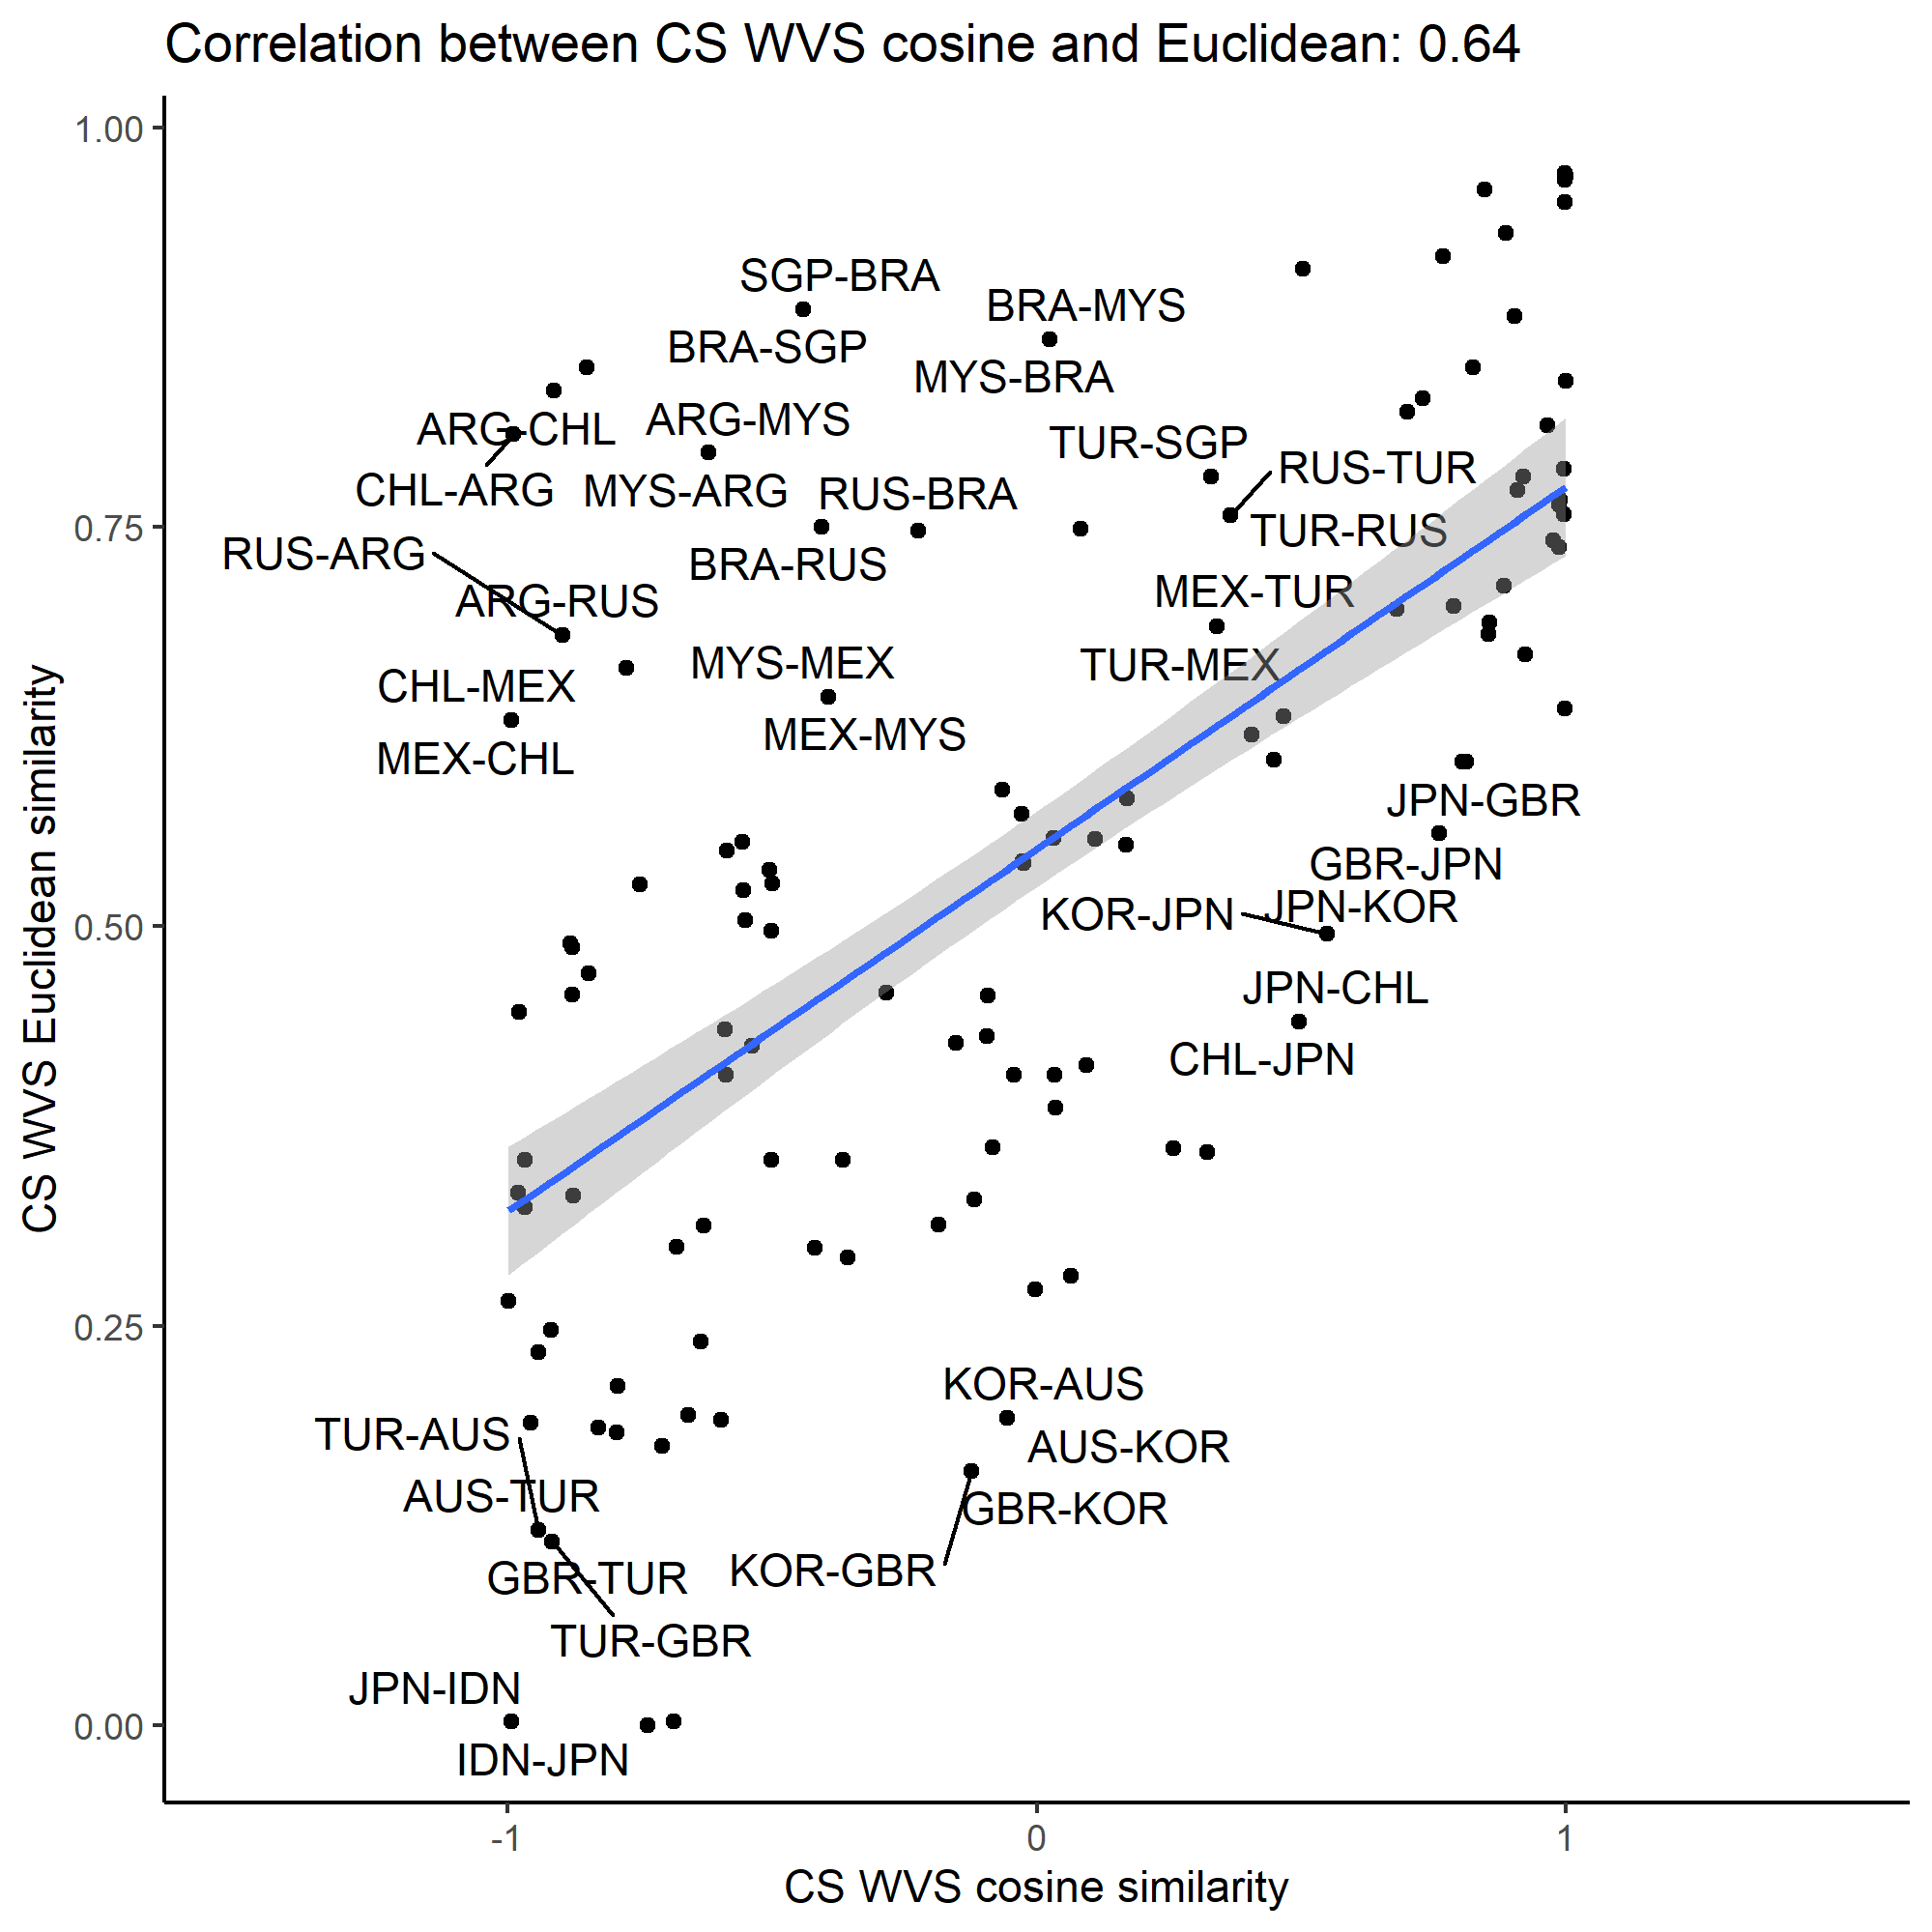 Correlation between CS WVS cosine and Euclidean: 0.64
1.00
SGP-BRA
BRA-MYS
BRA-SGP
MYS-BRA
ARG-CHL
ARG-MYS
TUR-SGP
RUS-TUR
CHL-ARG
MYS-ARG
RUS-BRA
0.75
TUR-RUS
RUS-ARG
BRA-RUS
ARG-RUS
MEX-TUR
MYS-MEX
TUR-MEX
CHL-MEX
MEX-MYS
MEX-CHL
JPN-GBR
GBR-JPN
JPN-KOR
KOR-JPN
0.50
JPN-CHL
CHL-JPN
CS WVS Euclidean similarity
0.25
KOR-AUS
TUR-AUS
AUS-KOR
AUS-TUR
GBR-KOR
KOR-GBR
GBR-TUR
TUR-GBR
JPN-IDN
0.00
IDN-JPN
-1
0
1
CS WVS cosine similarity